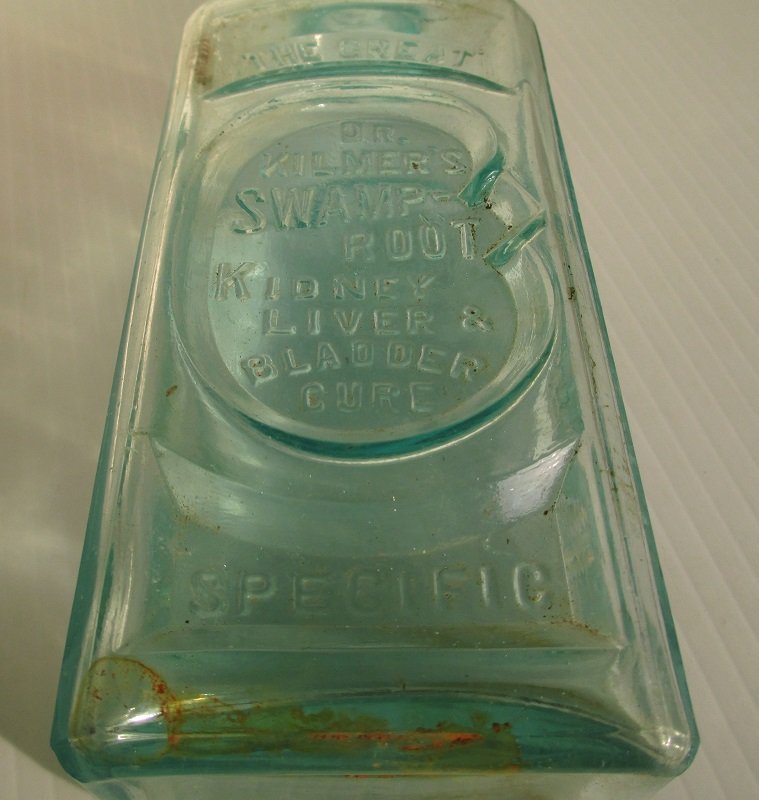 THE GREAT
DR.
KILMER'S
SWAMP-
ROOT
KIDNEY
LIVER &
BLADDER
CURE
SPECIFIC